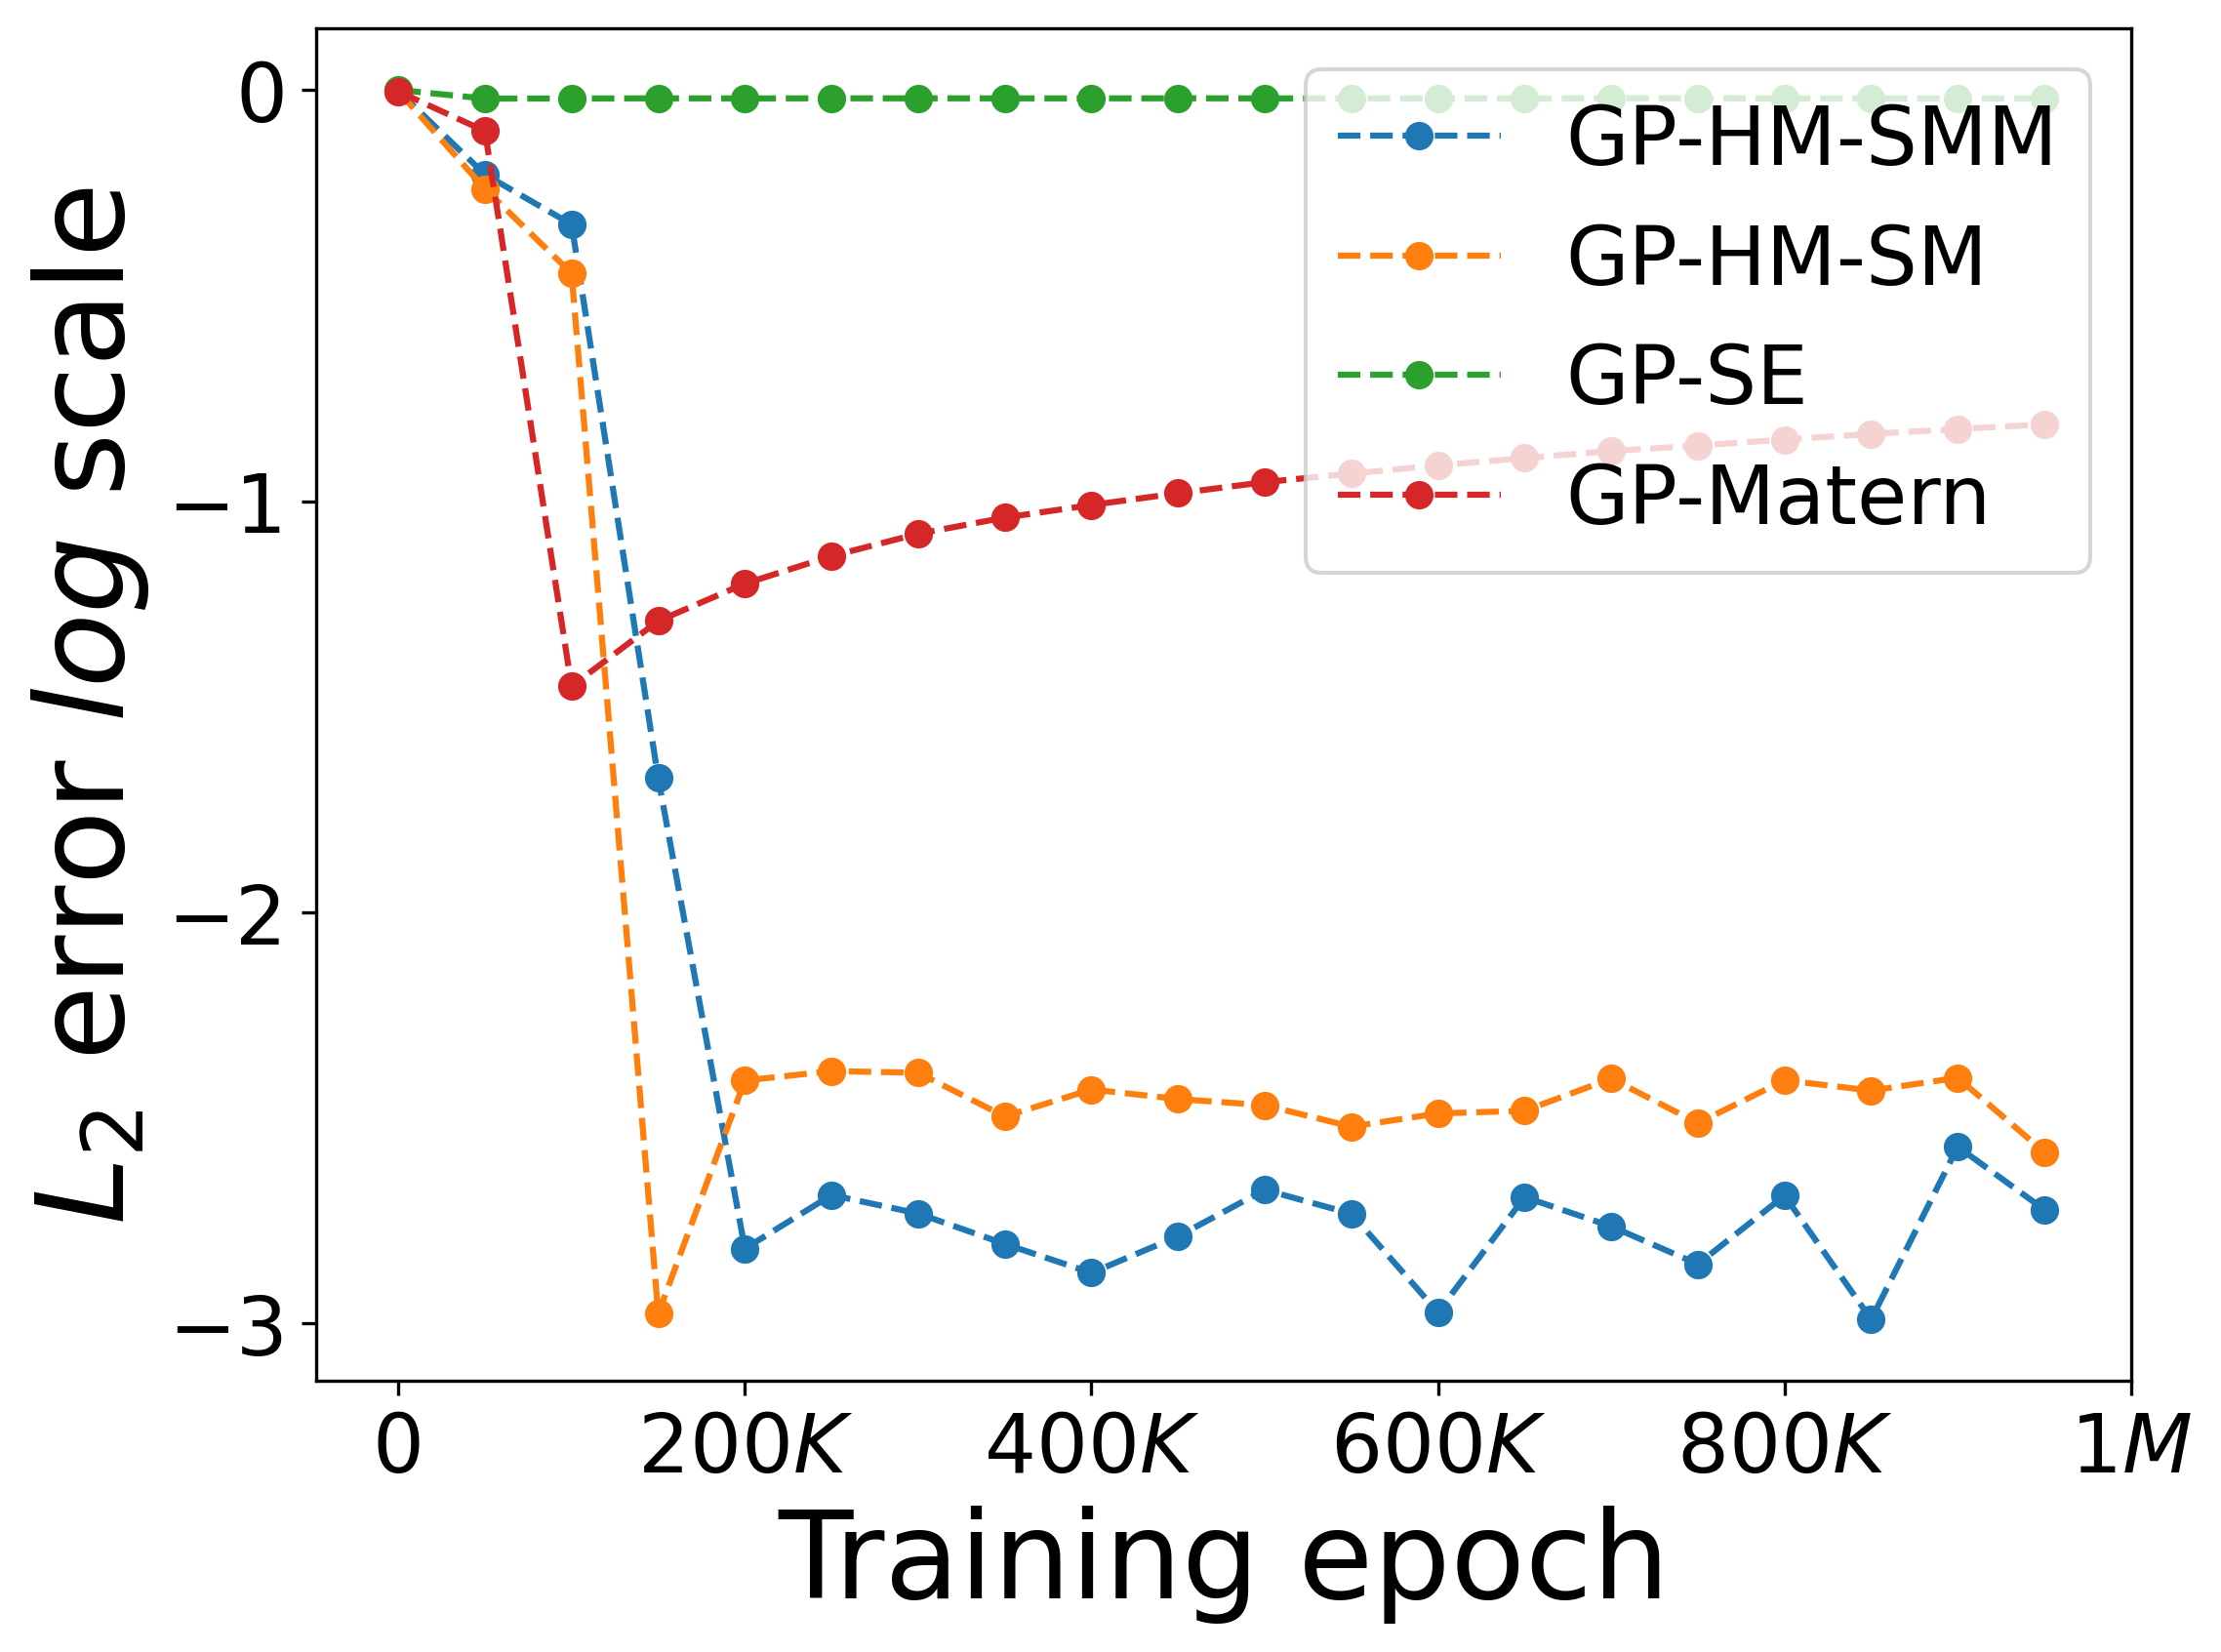 L₂ error log scale
0
−1
−2
−3
GP-HM-SMM
GP-HM-SM
GP-SE
GP-Matern
0 200K 400K 600K 800K 1M
Training epoch